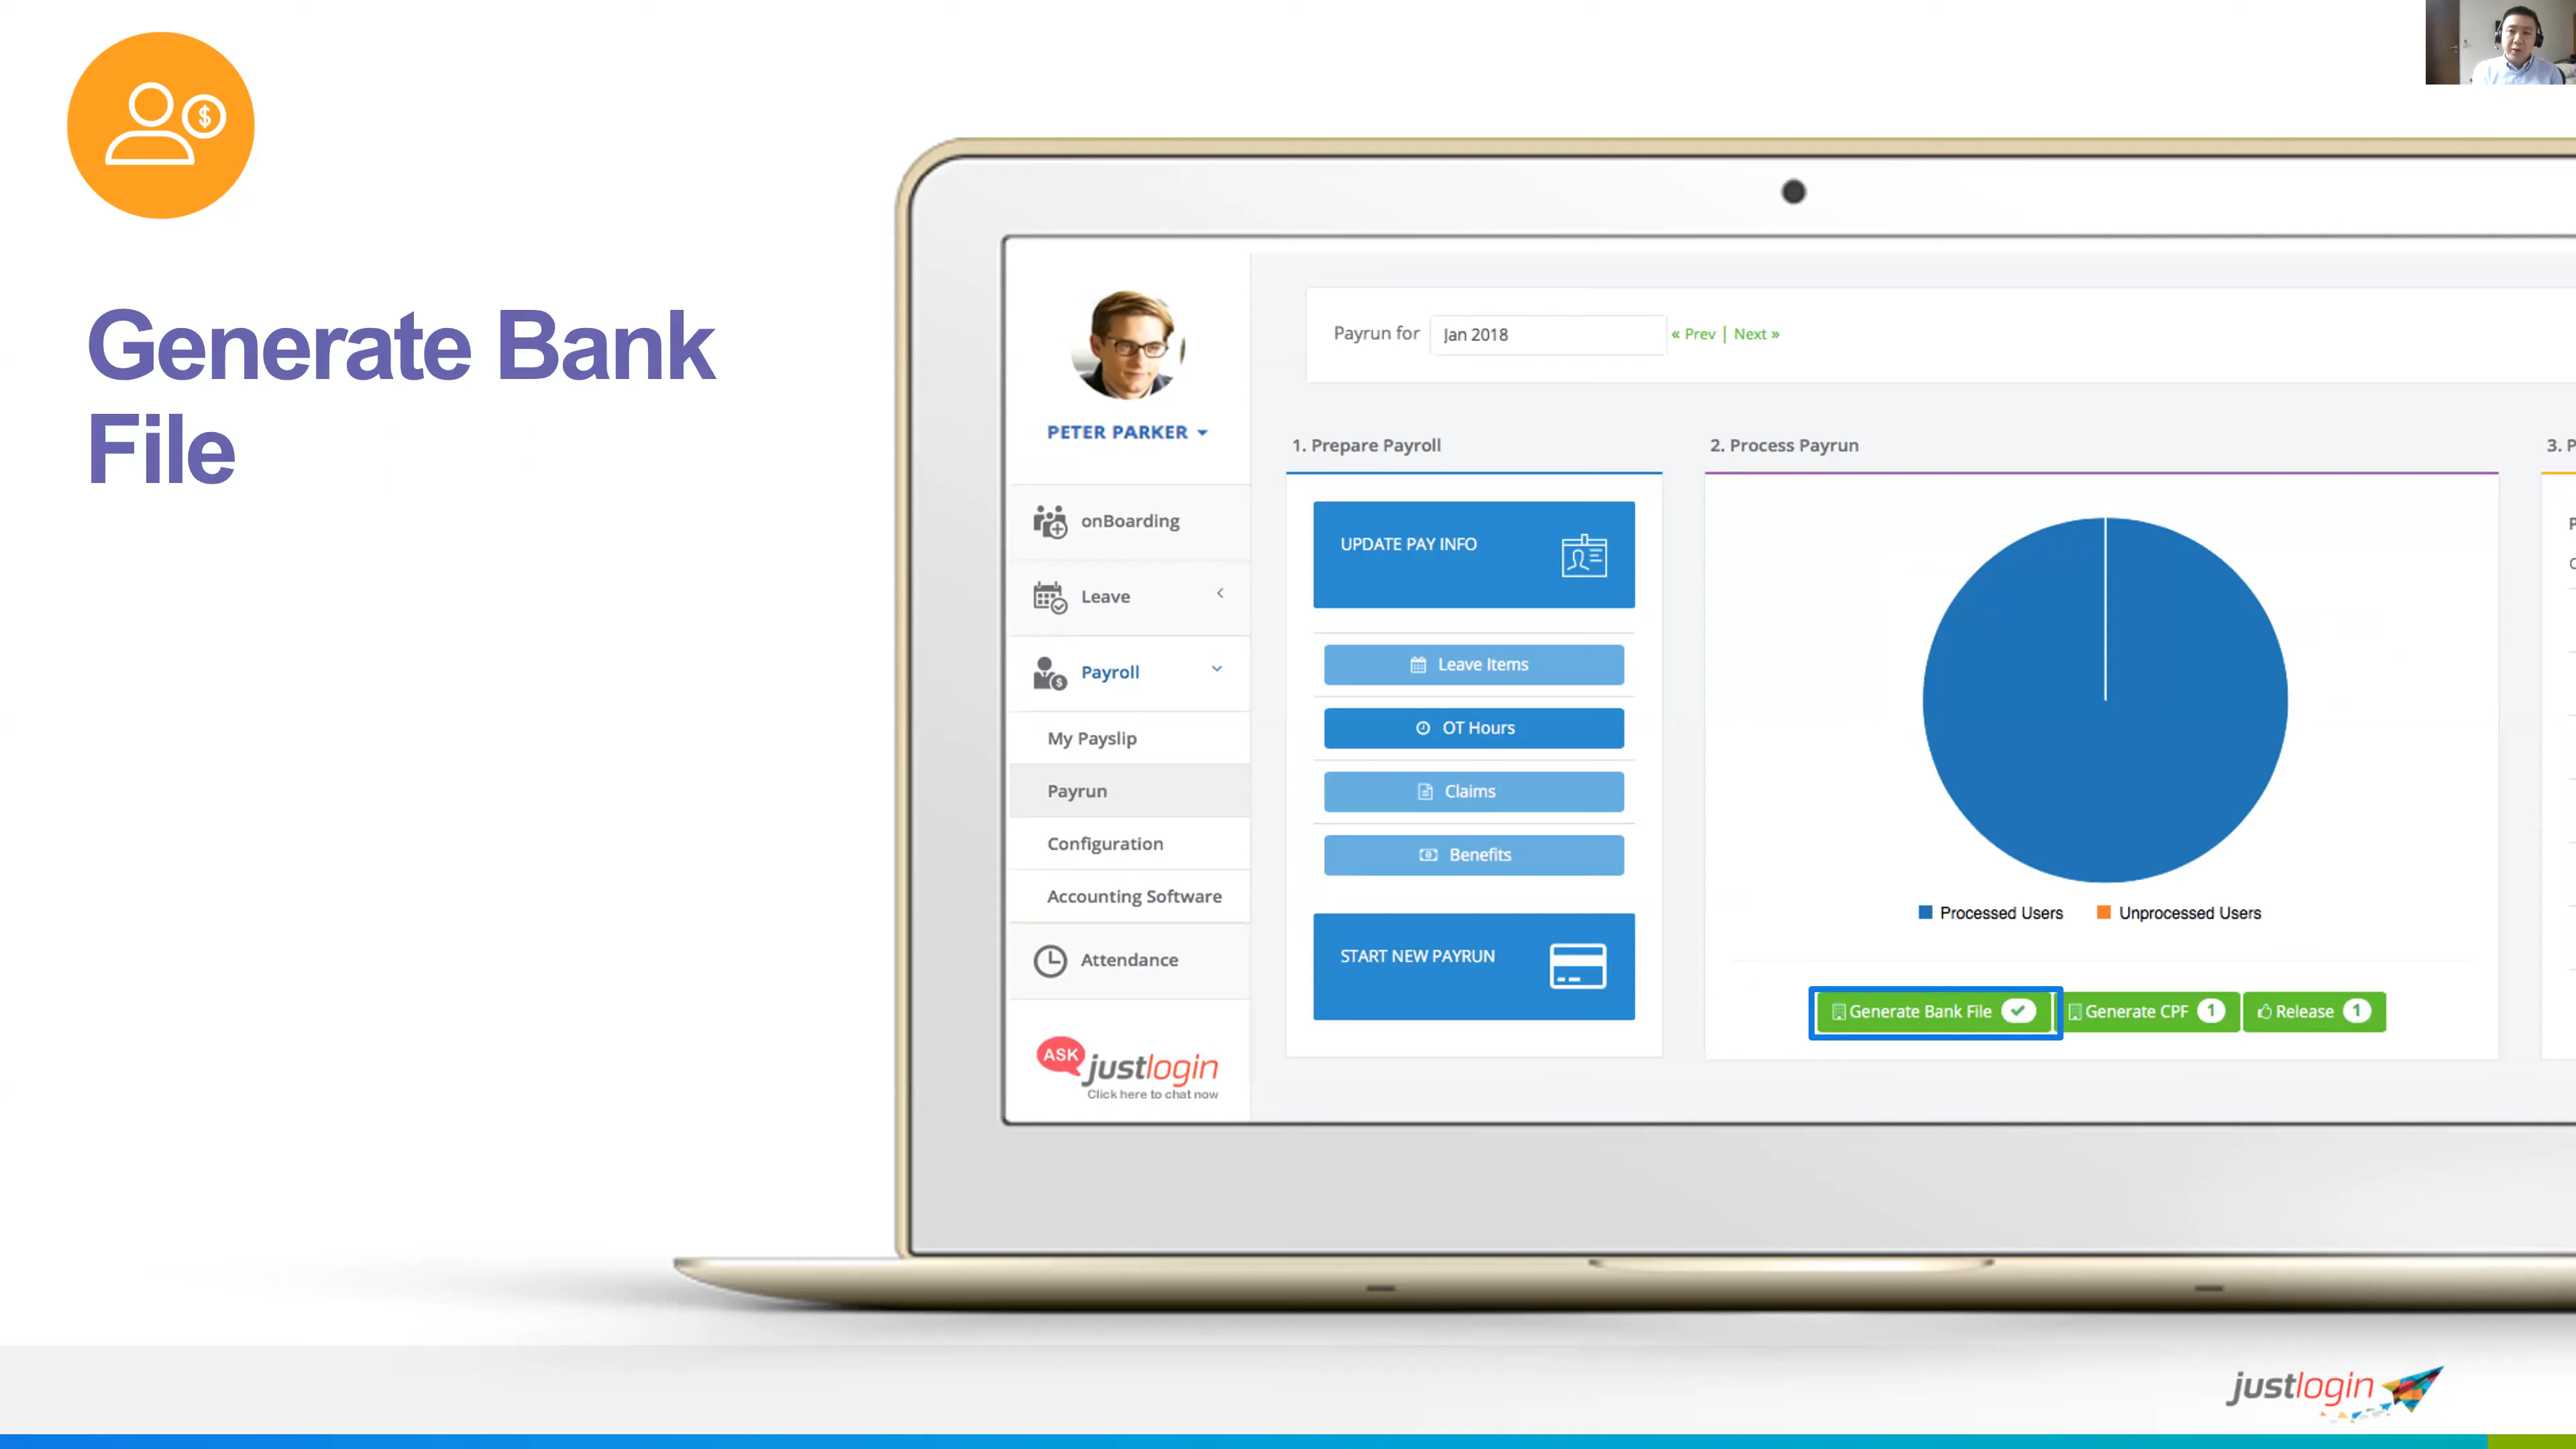 $
Generate Bank
File
PETER PARKER
onBoarding
Leave
Payroll
My Payslip
Payrun
Configuration
Accounting Software
Attendance
ASK justlogin
Click here to chat now
Payrun for Jan 2018 « Prev | Next »
1. Prepare Payroll
UPDATE PAY INFO
Leave Items
OT Hours
Claims
Benefits
START NEW PAYRUN
2. Process Payrun
Processed Users Unprocessed Users
Generate Bank File Generate CPF 1 Release 1
3. P
justlogin